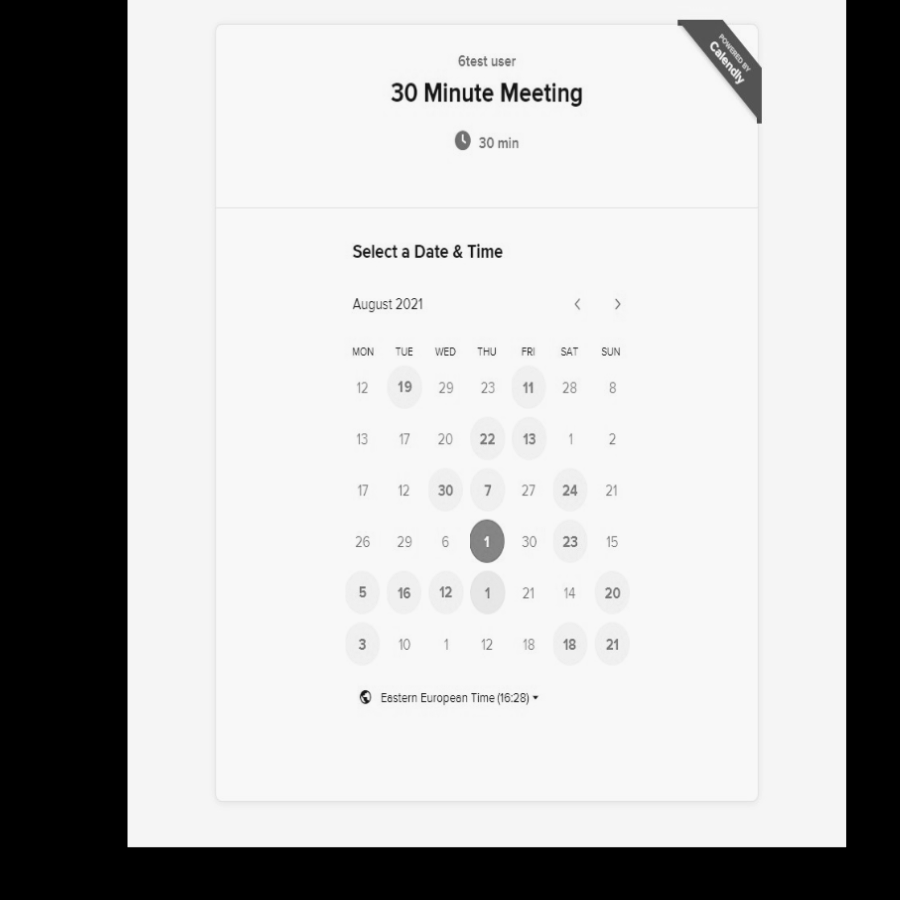 POWERED BY
Calendly
6test user
30 Minute Meeting
30 min
Select a Date & Time
August 2021
MON TUE WED THU FRI SAT SUN
12 19 29 23 11 28 8
13 17 20 22 13 1 2
17 12 30 7 27 24 21
26 29 6 1 30 23 15
5 16 12 1 21 14 20
3 10 1 12 18 18 21
Eastern European Time (16:28)